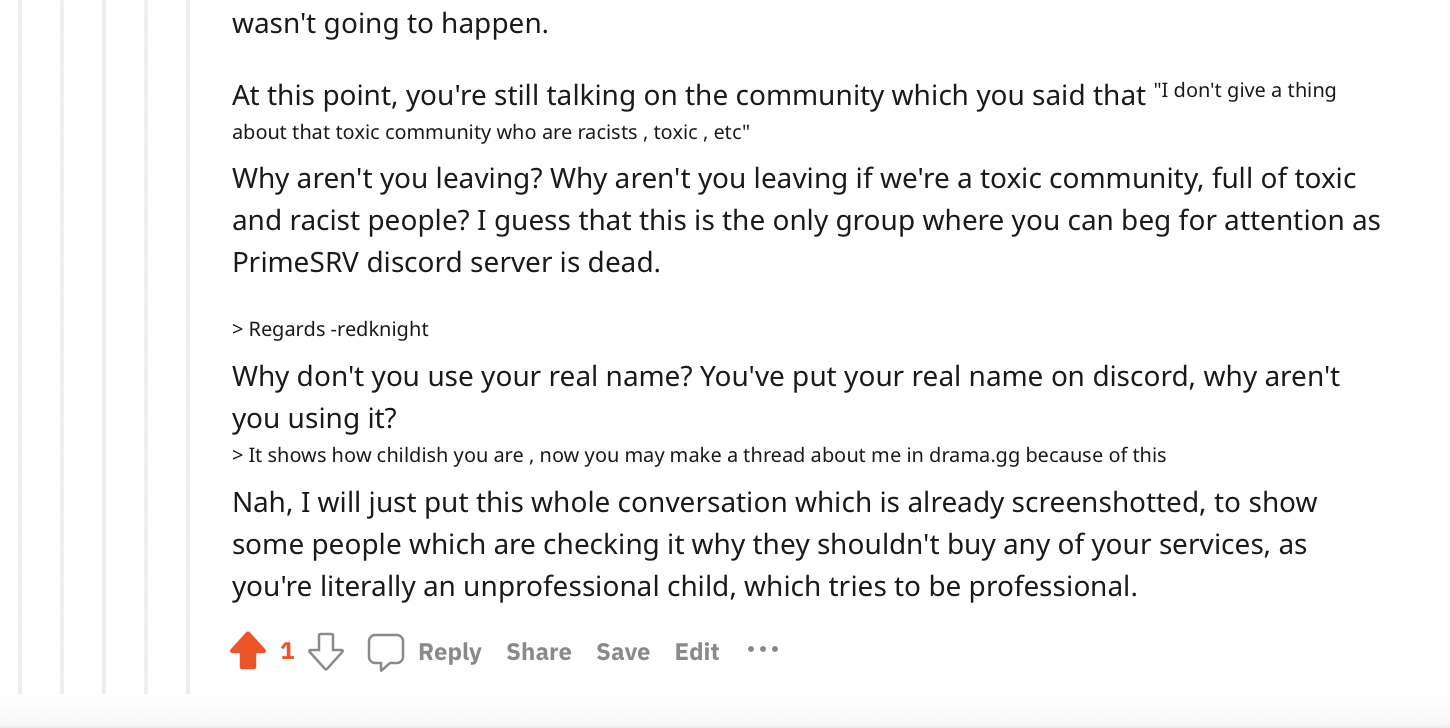 wasn't going to happen.
At this point, you're still talking on the community which you said that "I don't give a thing
about that toxic community who are racists , toxic , etc"
Why aren't you leaving? Why aren't you leaving if we're a toxic community, full of toxic
and racist people? I guess that this is the only group where you can beg for attention as
PrimeSRV discord server is dead.
> Regards -redknight
Why don't you use your real name? You've put your real name on discord, why aren't
you using it?
> It shows how childish you are , now you may make a thread about me in drama.gg because of this
Nah, I will just put this whole conversation which is already screenshotted, to show
some people which are checking it why they shouldn't buy any of your services, as
you're literally an unprofessional child, which tries to be professional.
1 Reply Share Save Edit •••